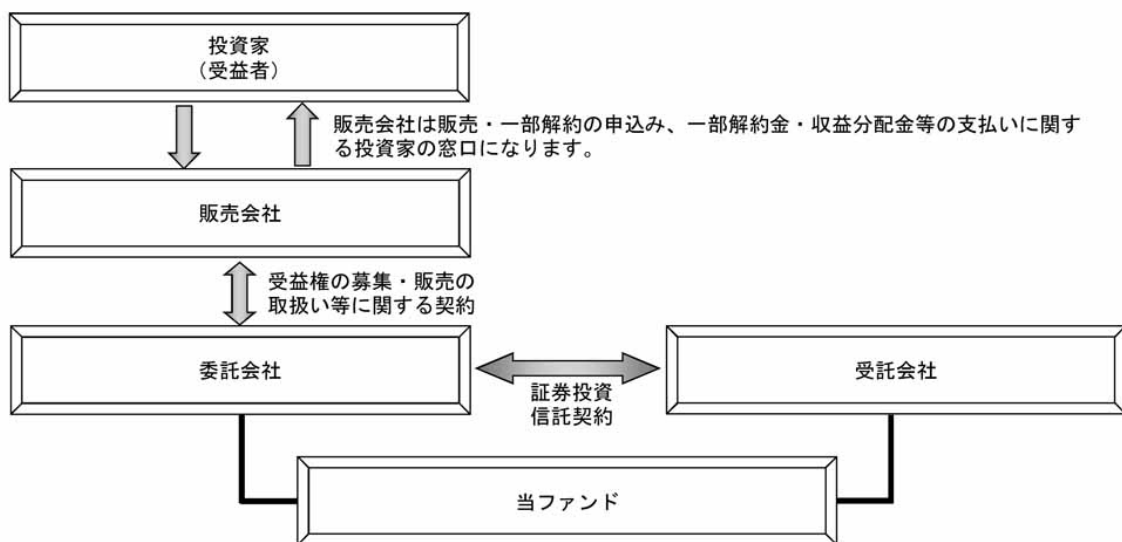 投資家
（受益者）
販売会社は販売・一部解約の申込み、一部解約金・収益分配金等の支払いに関す
る投資家の窓口になります。
販売会社
受益権の募集・販売の
取扱い等に関する契約
委託会社
証券投資
信託契約
受託会社
当ファンド